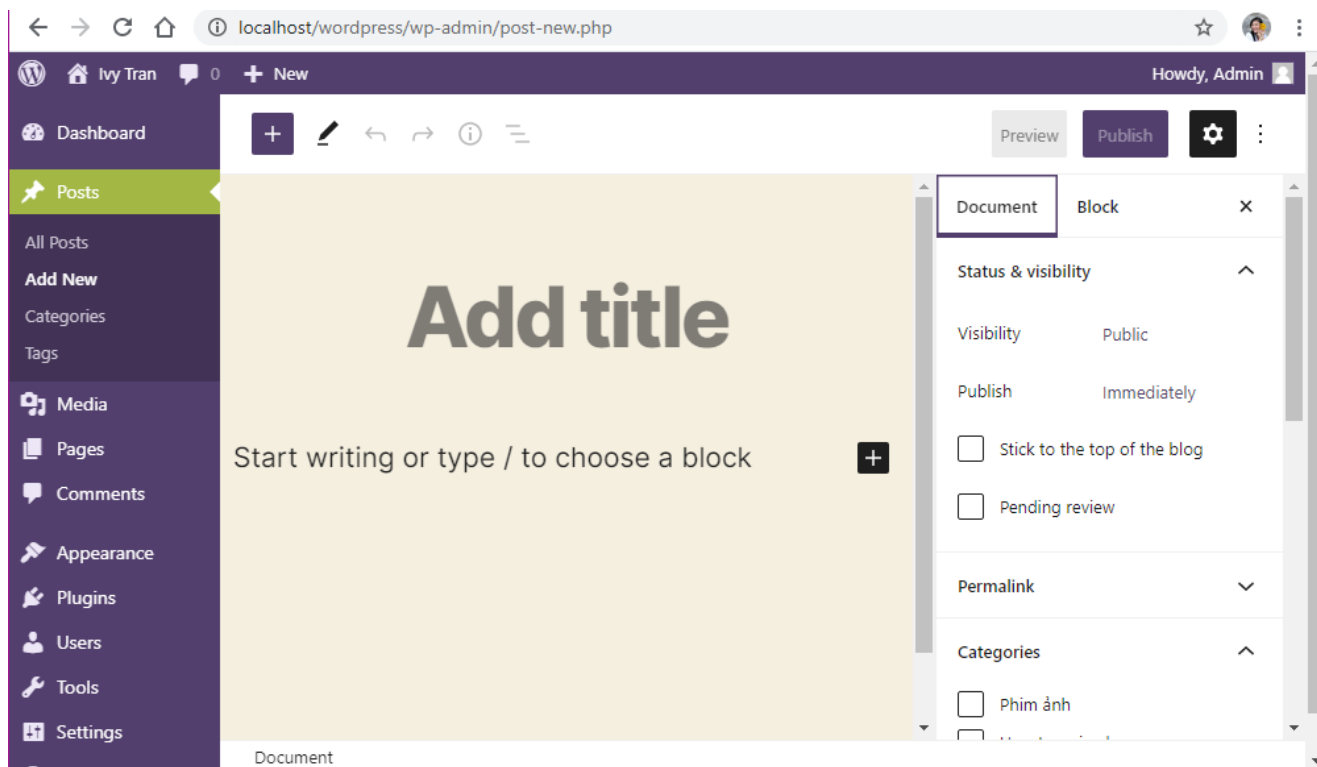 localhost/wordpress/wp-admin/post-new.php
Ivy Tran 0 New Howdy, Admin
Dashboard
Posts
All Posts
Add New
Categories
Tags
Media
Pages
Comments
Appearance
Plugins
Users
Tools
Settings
Preview Publish
Add title
Start writing or type / to choose a block
Document
Document Block
Status & visibility
Visibility Public
Publish Immediately
Stick to the top of the blog
Pending review
Permalink
Categories
Phim ảnh